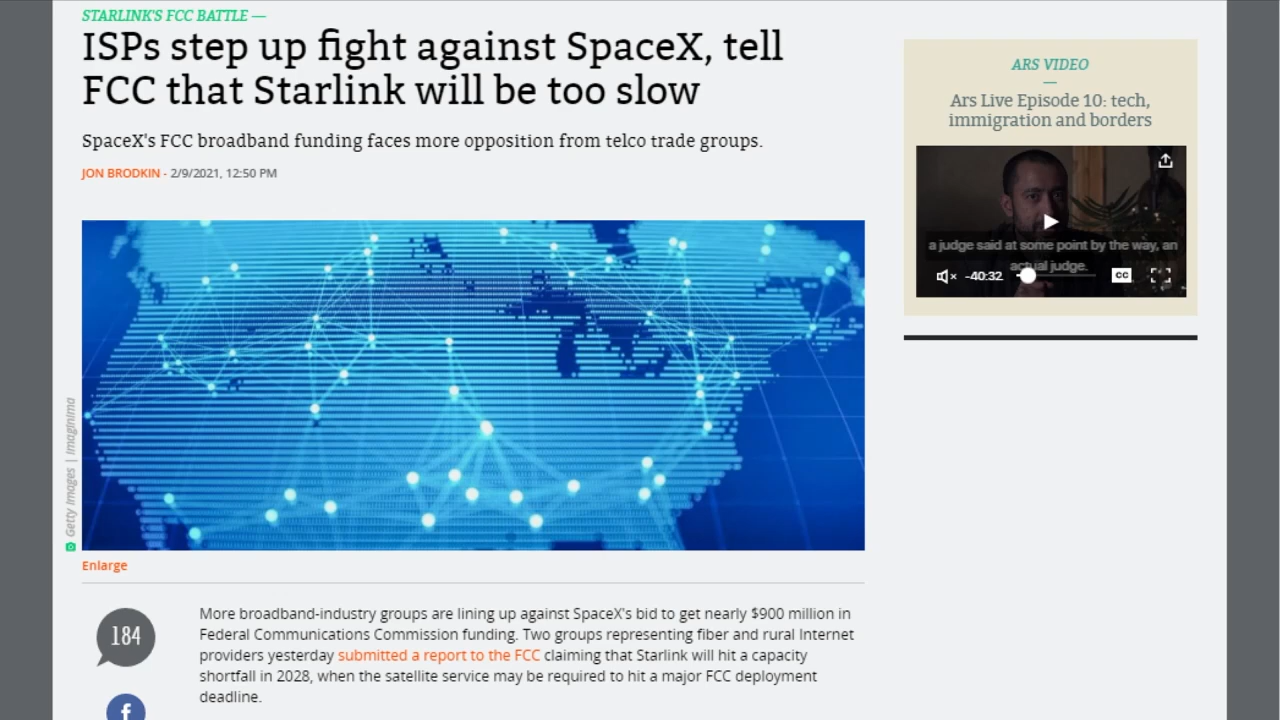 STARLINK'S FCC BATTLE —
ISPs step up fight against SpaceX, tell
FCC that Starlink will be too slow
SpaceX's FCC broadband funding faces more opposition from telco trade groups.
JON BRODKIN - 2/9/2021, 12:50 PM
Getty Images | imaginima
Enlarge
184
More broadband-industry groups are lining up against SpaceX's bid to get nearly $900 million in
Federal Communications Commission funding. Two groups representing fiber and rural Internet
providers yesterday submitted a report to the FCC claiming that Starlink will hit a capacity
shortfall in 2028, when the satellite service may be required to hit a major FCC deployment
deadline.
f
ARS VIDEO
—
Ars Live Episode 10: tech,
immigration and borders
a judge said at some point by the way, an
actual judge.
-40:32
CC